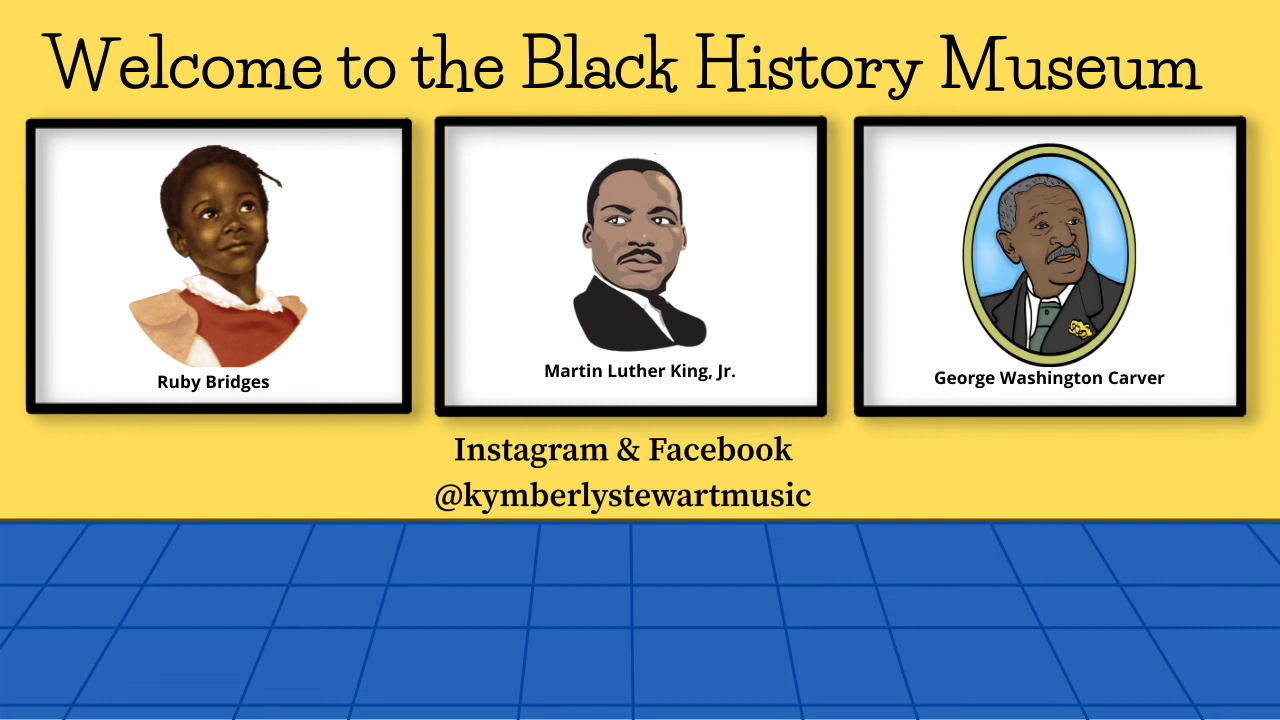 Welcome to the Black History Museum
Ruby Bridges
Martin Luther King, Jr.
George Washington Carver
Instagram & Facebook
@kymberlystewartmusic